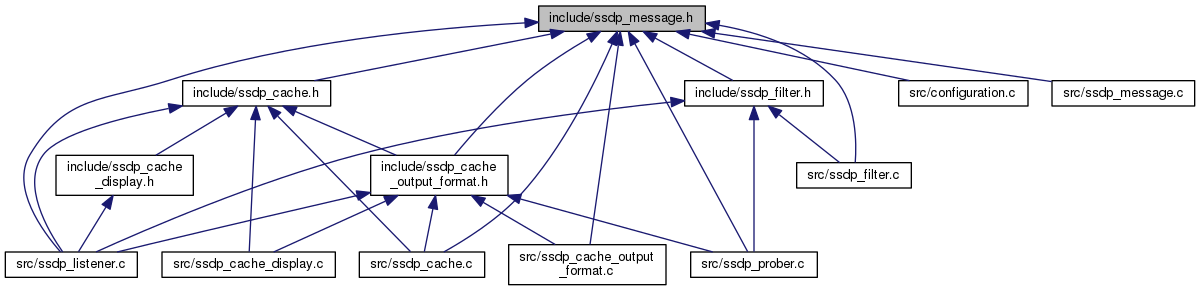 include/ssdp_message.h
include/ssdp_cache.h
include/ssdp_filter.h
src/configuration.c
src/ssdp_message.c
include/ssdp_cache
_display.h
include/ssdp_cache
_output_format.h
src/ssdp_filter.c
src/ssdp_listener.c
src/ssdp_cache_display.c
src/ssdp_cache.c
src/ssdp_cache_output
_format.c
src/ssdp_prober.c